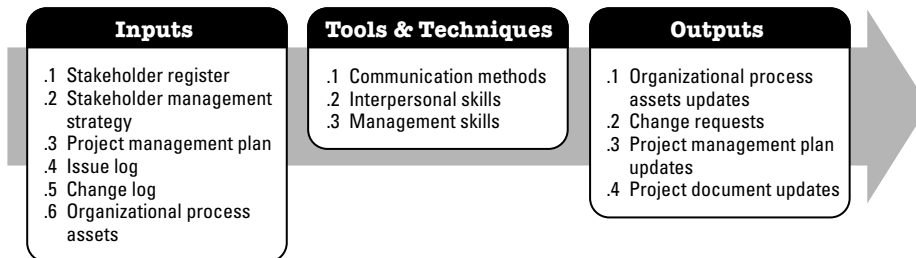 Inputs
.1 Stakeholder register
.2 Stakeholder management
strategy
.3 Project management plan
.4 Issue log
.5 Change log
.6 Organizational process
assets
Tools & Techniques
.1 Communication methods
.2 Interpersonal skills
.3 Management skills
Outputs
.1 Organizational process
assets updates
.2 Change requests
.3 Project management plan
updates
.4 Project document updates